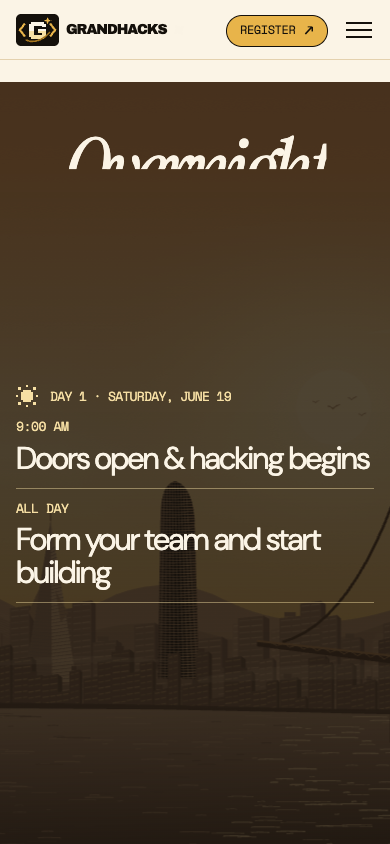 GRANDHACKS
REGISTER ↗
Overnight
DAY 1 · SATURDAY, JUNE 19
9:00 AM
Doors open & hacking begins
ALL DAY
Form your team and start
building